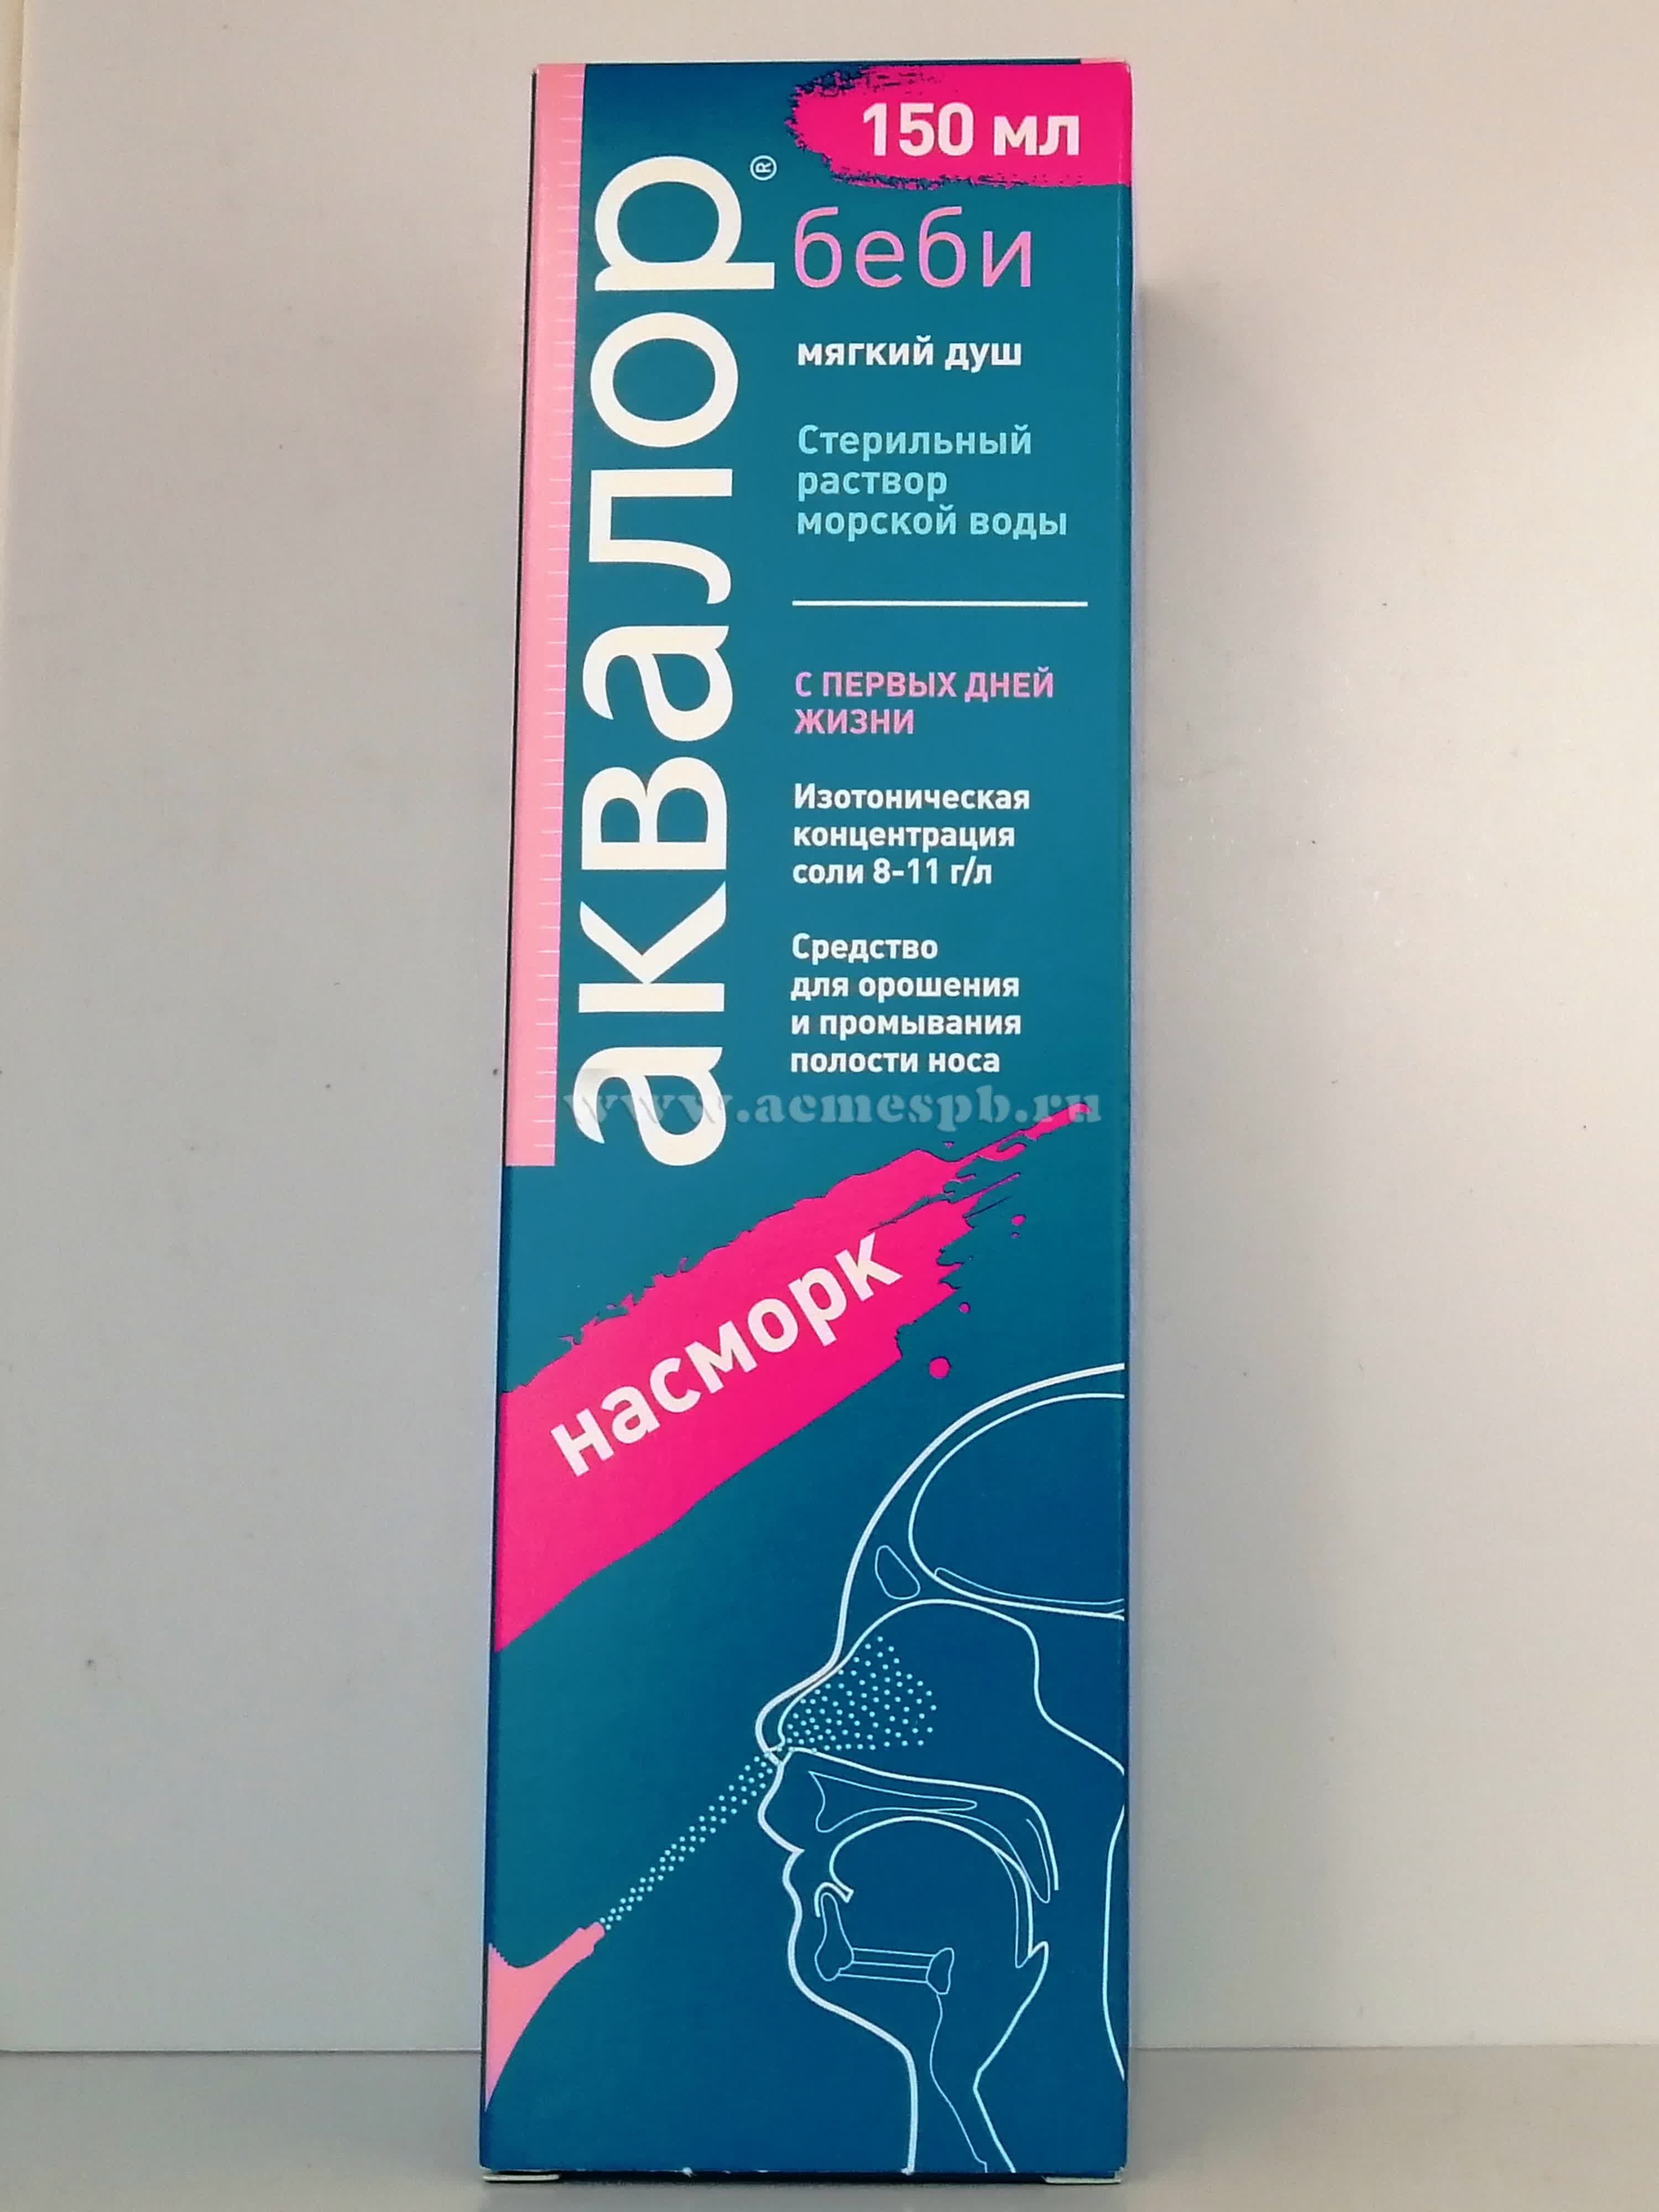 150 мл
аквалор®
беби
мягкий душ
Стерильный
раствор
морской воды
С ПЕРВЫХ ДНЕЙ
ЖИЗНИ
Изотоническая
концентрация
соли 8-11 г/л
Средство
для орошения
и промывания
полости носа
www.acmespb.ru
насморк